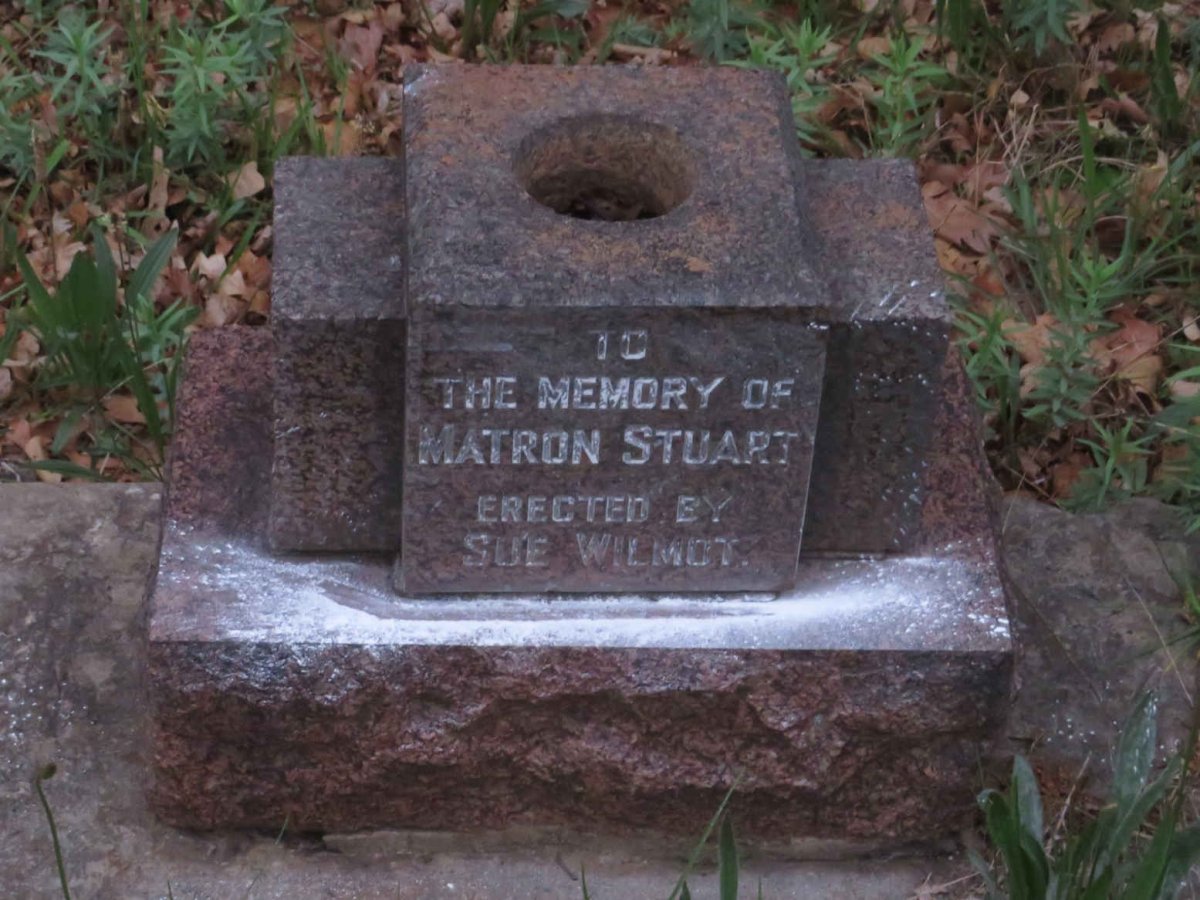 TO
THE MEMORY OF
MATRON STUART
ERECTED BY
SUE WILMOT.